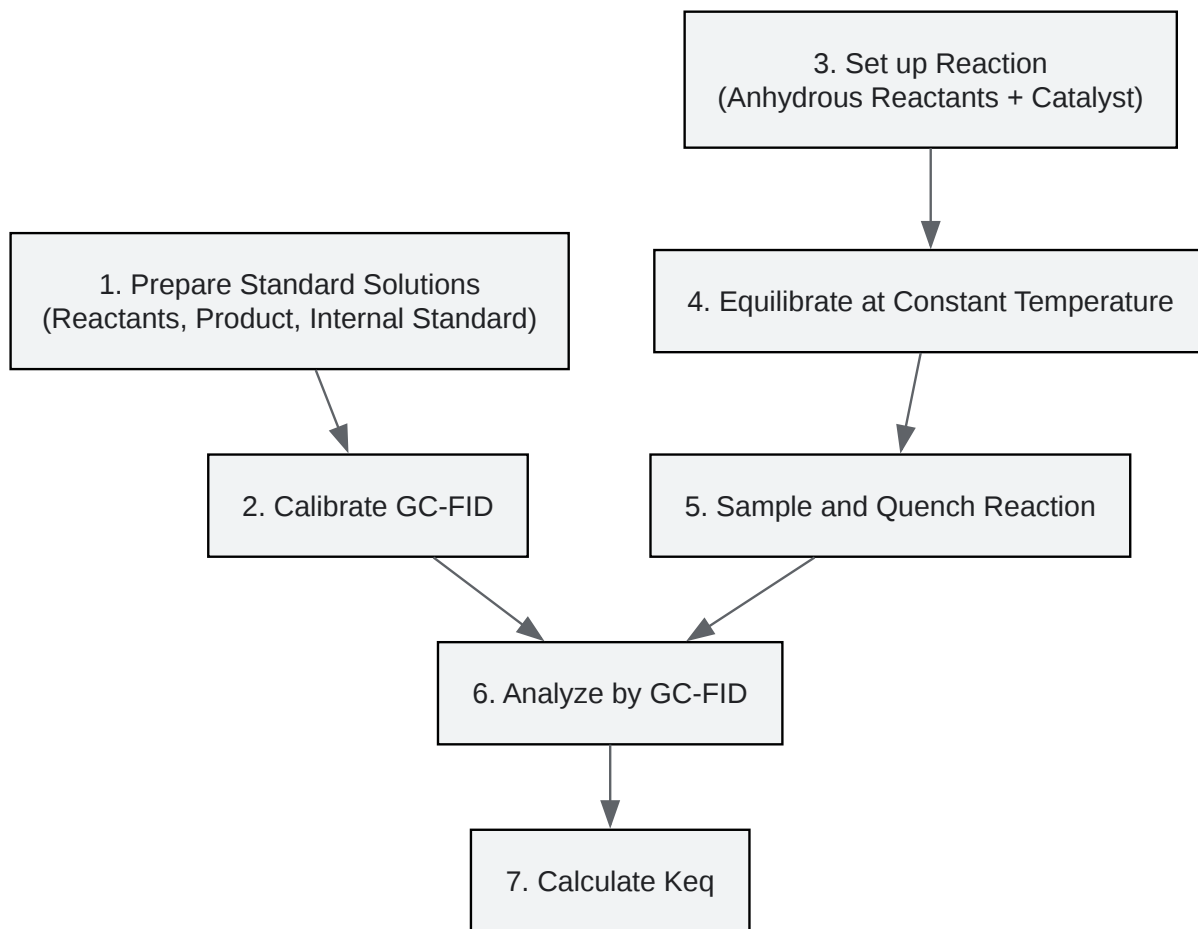 3. Set up Reaction
(Anhydrous Reactants + Catalyst)
1. Prepare Standard Solutions
(Reactants, Product, Internal Standard)
4. Equilibrate at Constant Temperature
2. Calibrate GC-FID
5. Sample and Quench Reaction
6. Analyze by GC-FID
7. Calculate Keq